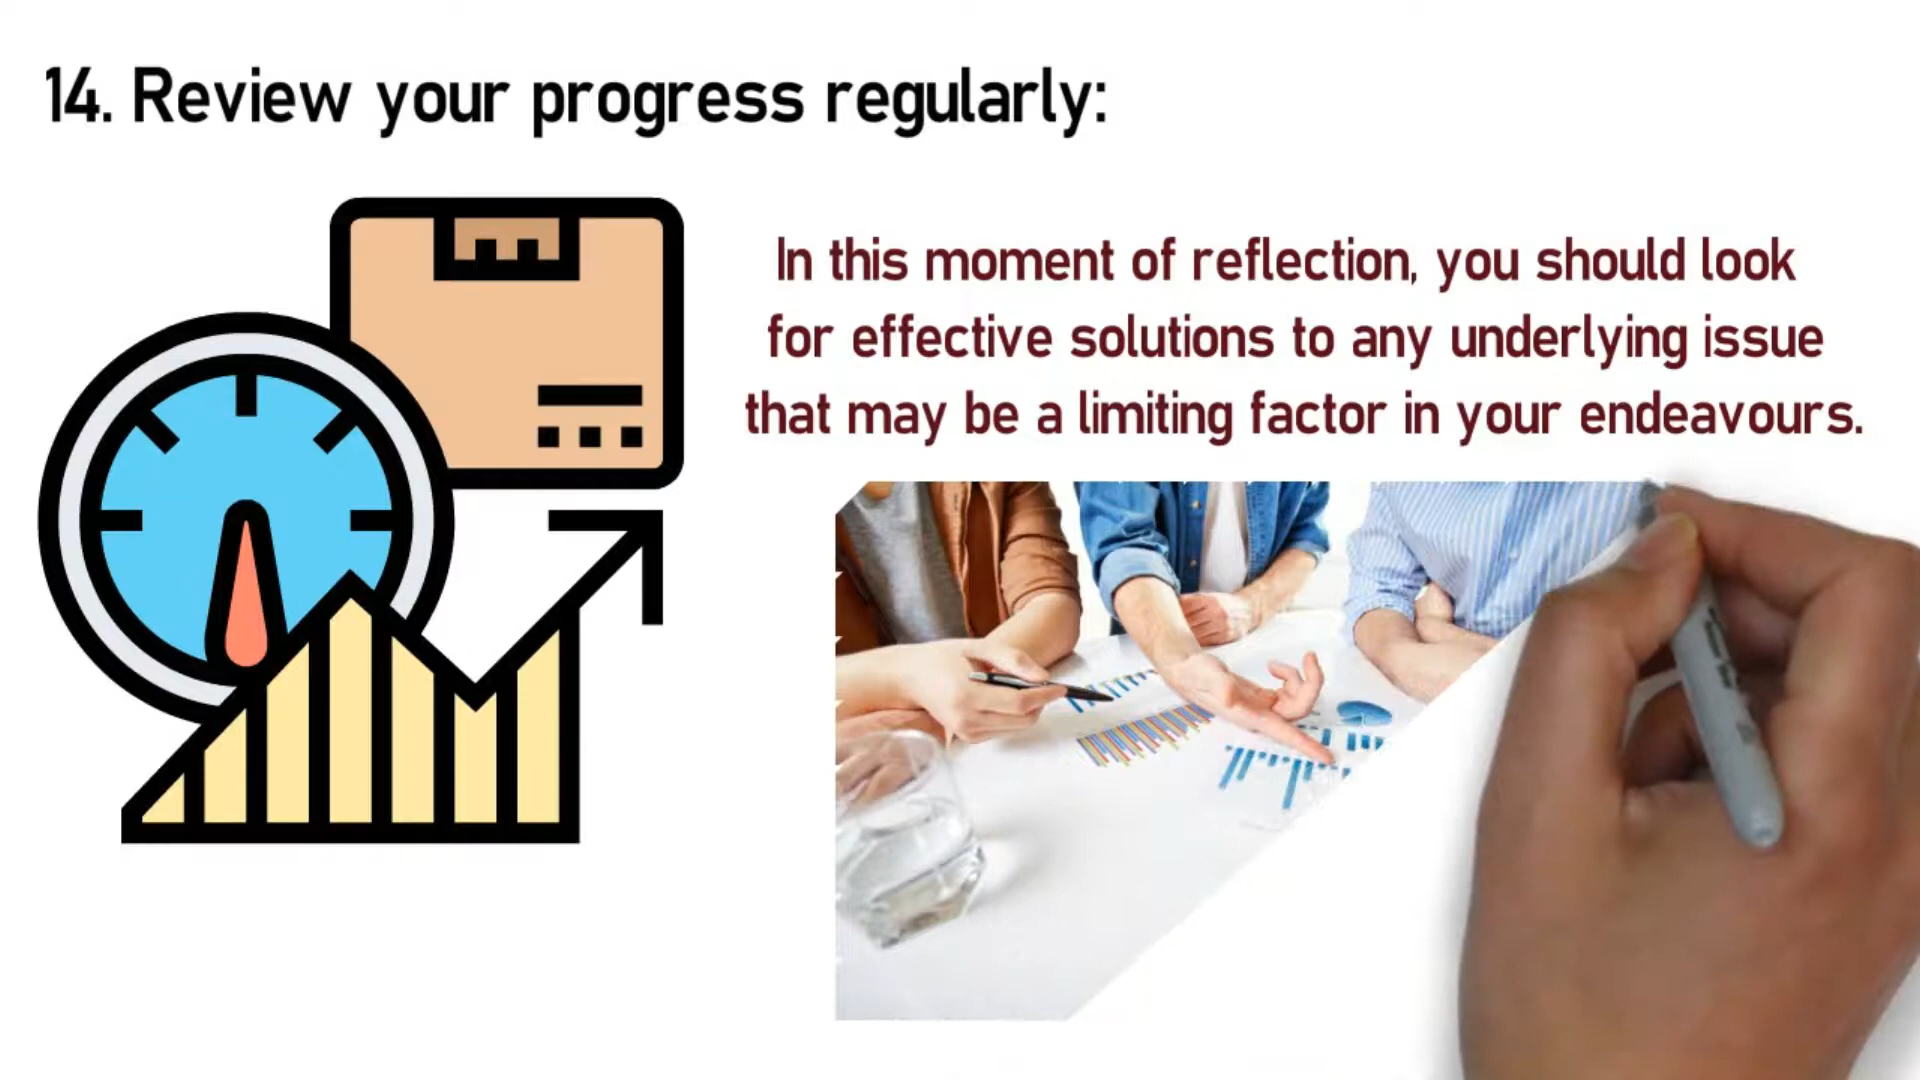 14. Review your progress regularly:
In this moment of reflection, you should look
for effective solutions to any underlying issue
that may be a limiting factor in your endeavours.